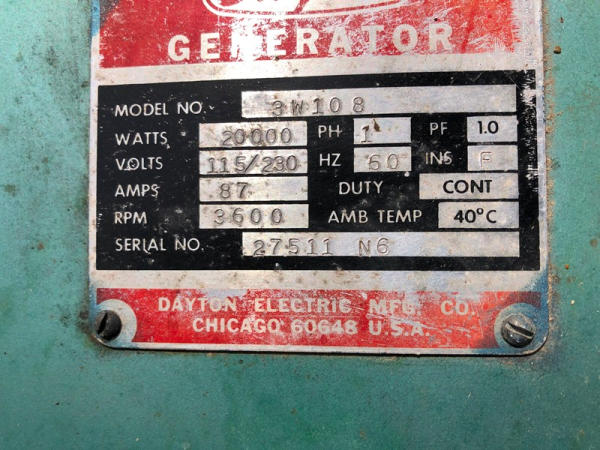 GENERATOR
MODEL NO. 3W108
WATTS 20000 PH 1 PF 1.0
VOLTS 115/230 HZ 60 INS F
AMPS 87 DUTY CONT
RPM 3600 AMB TEMP 40°C
SERIAL NO. 27511 N6
DAYTON ELECTRIC MFG. CO.
CHICAGO 60648 U.S.A.